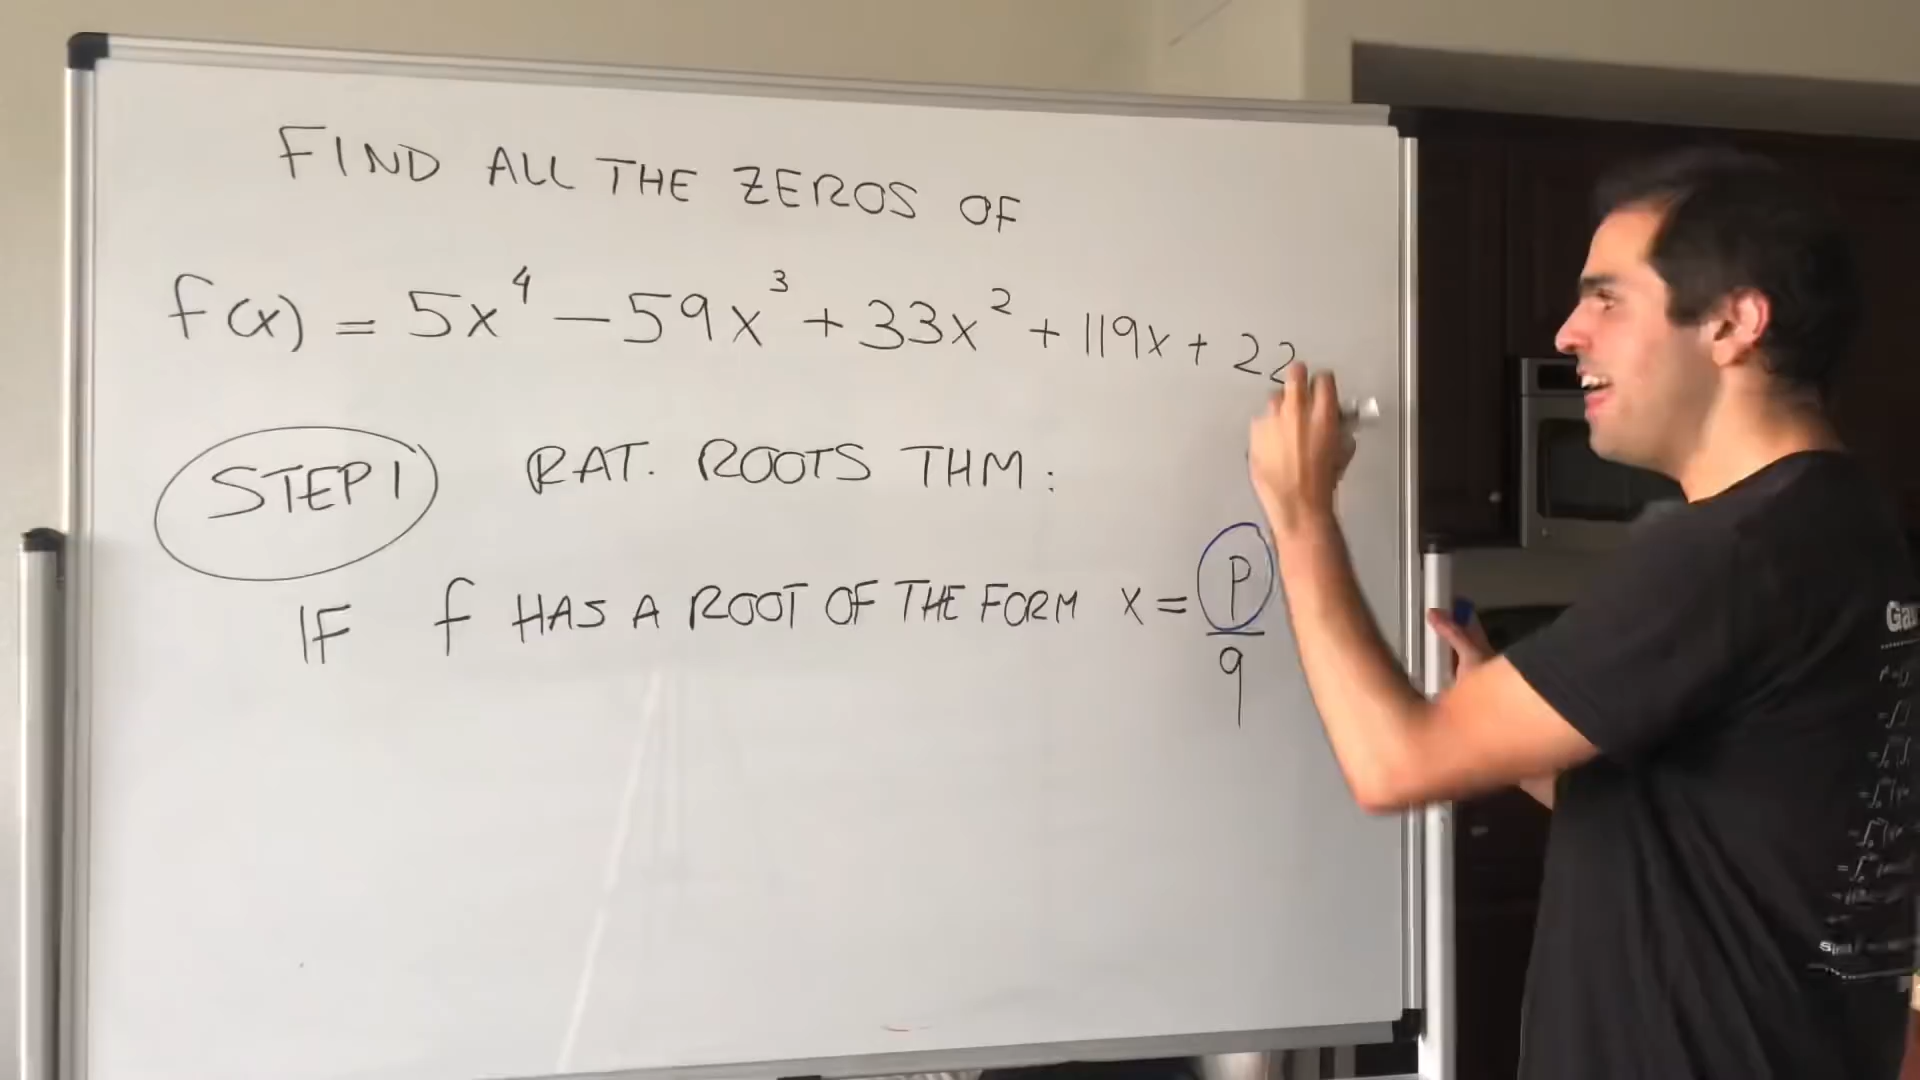 FIND ALL THE ZEROS OF
f(x) = 5x⁴ - 59x³ + 33x² + 119x + 22
STEP 1 RAT. ROOTS THM:
IF f HAS A ROOT OF THE FORM x = p/q